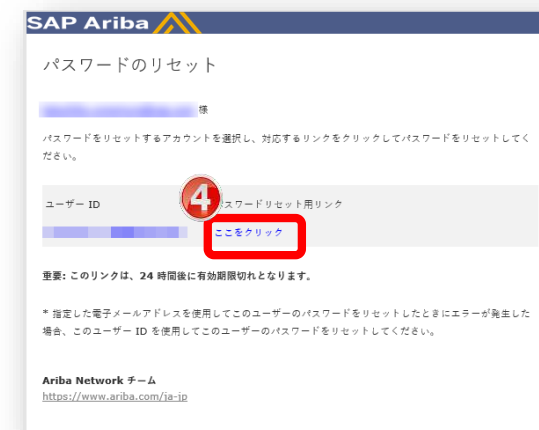 SAP Ariba
パスワードのリセット
様
パスワードをリセットするアカウントを選択し、対応するリンクをクリックしてパスワードをリセットしてく
ださい。
ユーザー ID
4
スワードリセット用リンク
ここをクリック
重要: このリンクは、24 時間後に有効期限切れとなります。
* 指定した電子メールアドレスを使用してこのユーザーのパスワードをリセットしたときにエラーが発生した
場合、このユーザー ID を使用してこのユーザーのパスワードをリセットしてください。
Ariba Network チーム
https://www.ariba.com/ja-jp